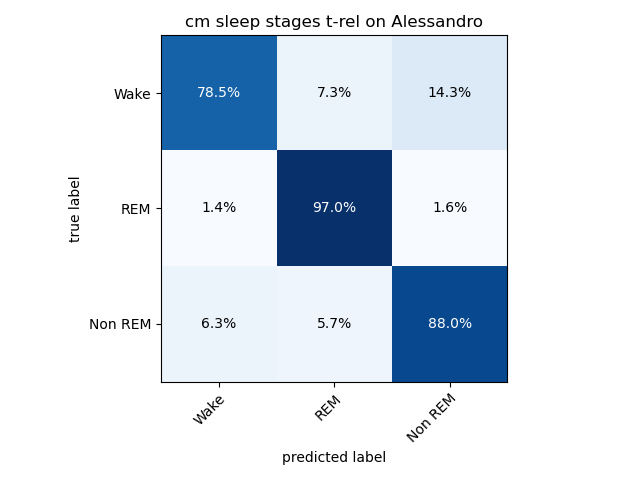 cm sleep stages t-rel on Alessandro
true label
Wake 78.5% 7.3% 14.3%
REM 1.4% 97.0% 1.6%
Non REM 6.3% 5.7% 88.0%
Wake REM Non REM
predicted label